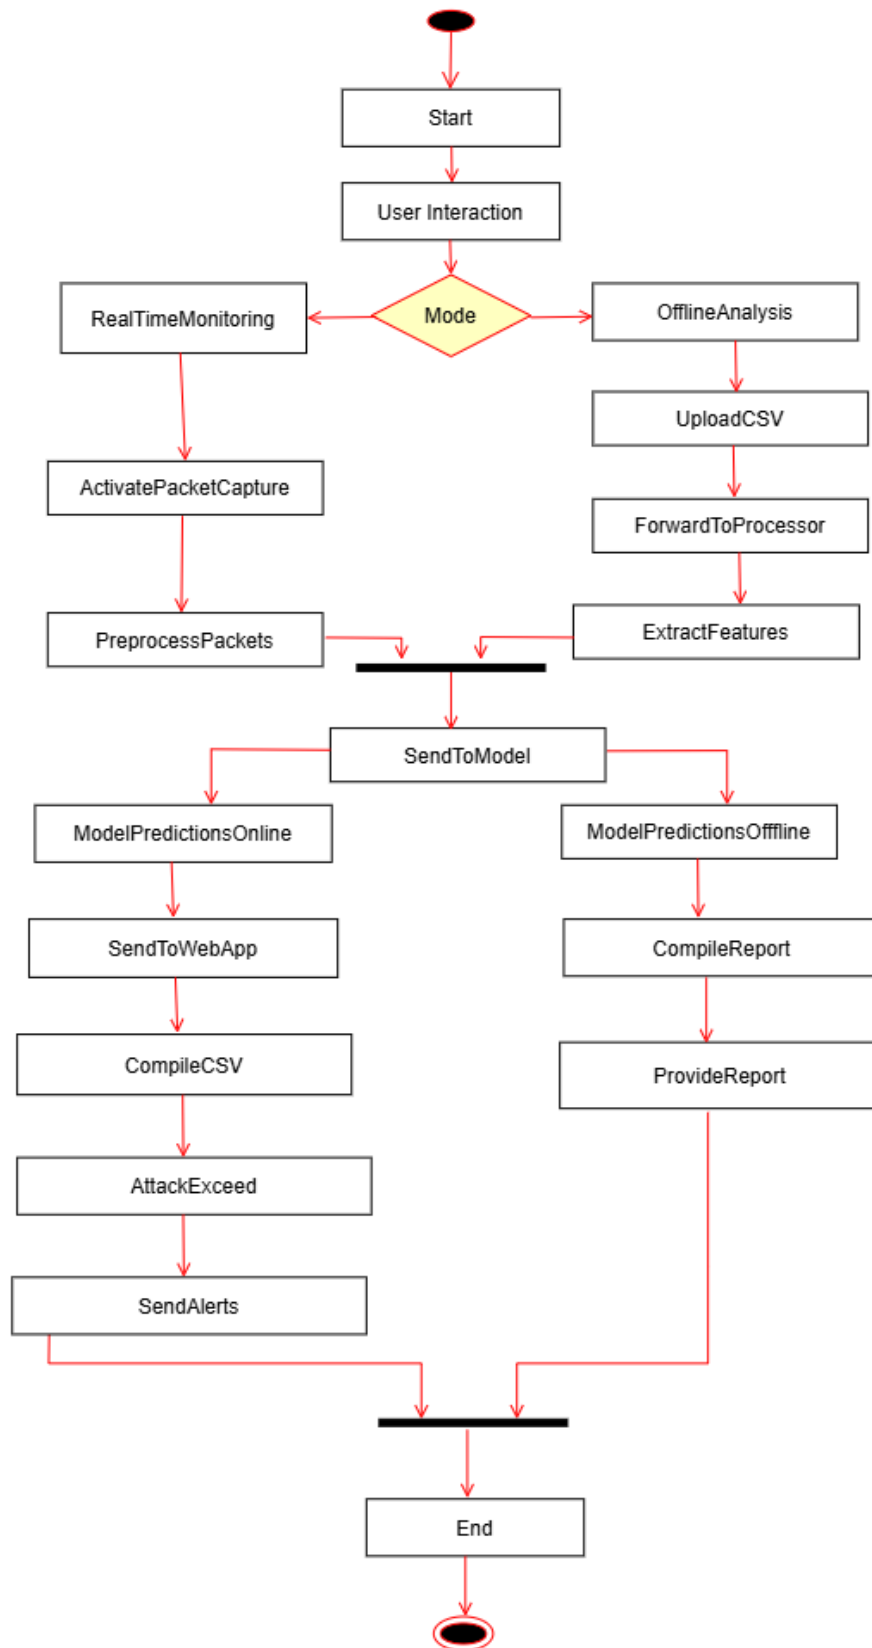 Start
User Interaction
Mode
RealTimeMonitoring
OfflineAnalysis
UploadCSV
ActivatePacketCapture
ForwardToProcessor
PreprocessPackets
ExtractFeatures
SendToModel
ModelPredictionsOnline
ModelPredictionsOfffline
SendToWebApp
CompileReport
CompileCSV
ProvideReport
AttackExceed
SendAlerts
End